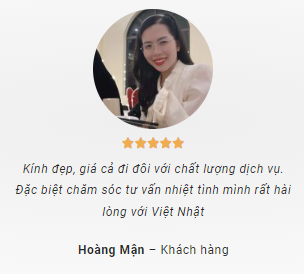 Kính đẹp, giá cả đi đôi với chất lượng dịch vụ.
Đặc biệt chăm sóc tư vấn nhiệt tình mình rất hài
lòng với Việt Nhật
Hoàng Mận – Khách hàng